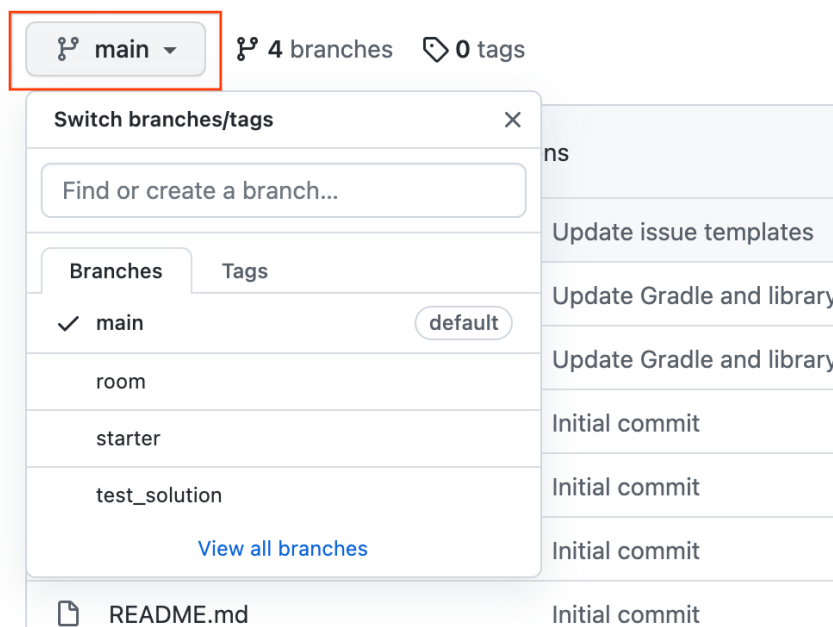 main 4 branches 0 tags
Switch branches/tags
ns
Find or create a branch...
Update issue templates
Branches Tags
Update Gradle and library
main default
Update Gradle and library
room
Initial commit
starter
Initial commit
test_solution
View all branches
Initial commit
README.md Initial commit